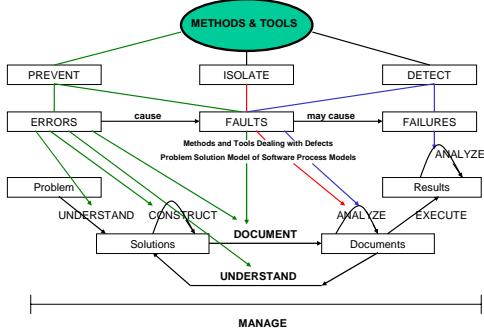 METHODS & TOOLS
PREVENT ISOLATE DETECT
ERRORS cause FAULTS may cause FAILURES
Methods and Tools Dealing with Defects
ANALYZE
Problem Solution Model of Software Process Models
Problem Results
UNDERSTAND CONSTRUCT ANALYZE EXECUTE
DOCUMENT
Solutions Documents
UNDERSTAND
MANAGE